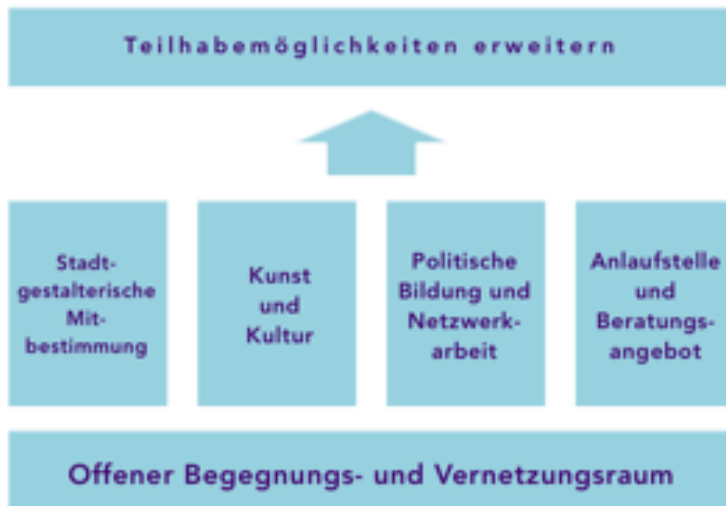 Teilhabemöglichkeiten erweitern
Stadt-
gestalterische
Mit-
bestimmung
Kunst
und
Kultur
Politische
Bildung und
Netzwerk-
arbeit
Anlaufstelle
und
Beratungs-
angebot
Offener Begegnungs- und Vernetzungsraum